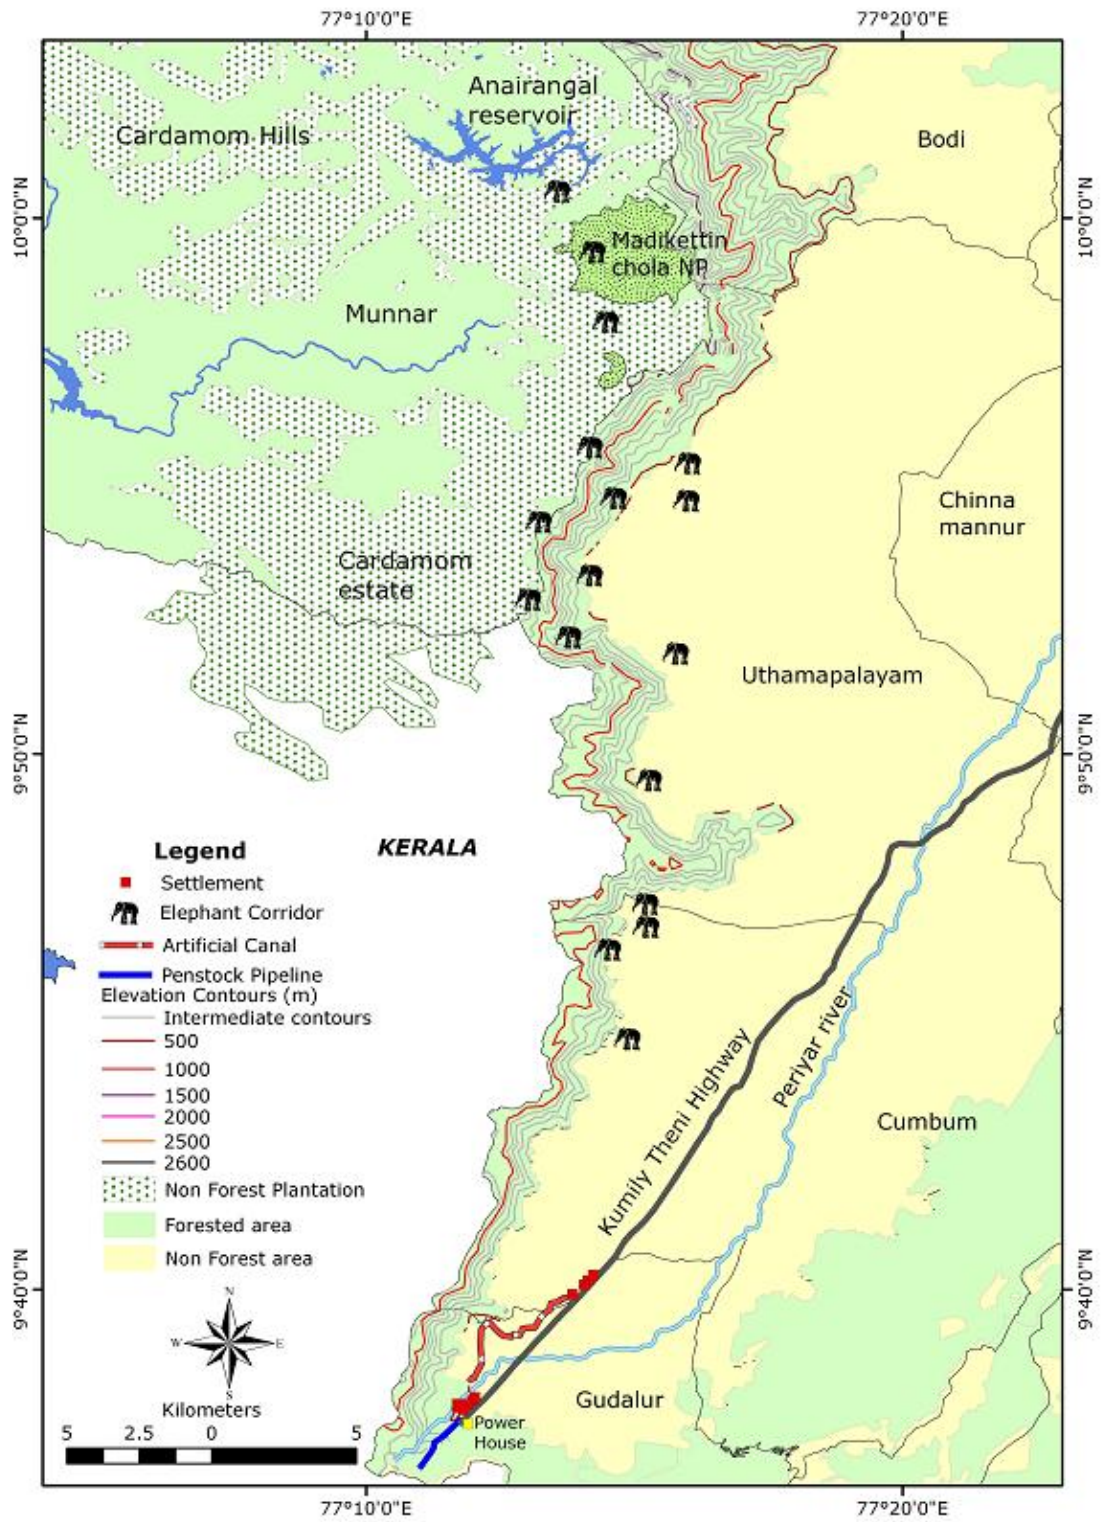 77°10'0"E
77°20'0"E
Anairangal
reservoir
Cardamom Hills
Bodi
10°0'0"N
10°0'0"N
Madikettin
chola NP
Munnar
Chinna
mannur
Cardamom
estate
Uthamapalayam
9°50'0"N
9°50'0"N
KERALA
Legend
Settlement
Elephant Corridor
Artificial Canal
Penstock Pipeline
Elevation Contours (m)
Intermediate contours
500
1000
1500
2000
2500
2600
Non Forest Plantation
Forested area
Non Forest area
Kumily Theni Highway
Periyar river
Cumbum
9°40'0"N
9°40'0"N
N
W
E
S
Kilometers
5
2.5
0
5
Gudalur
Power
House
77°10'0"E
77°20'0"E